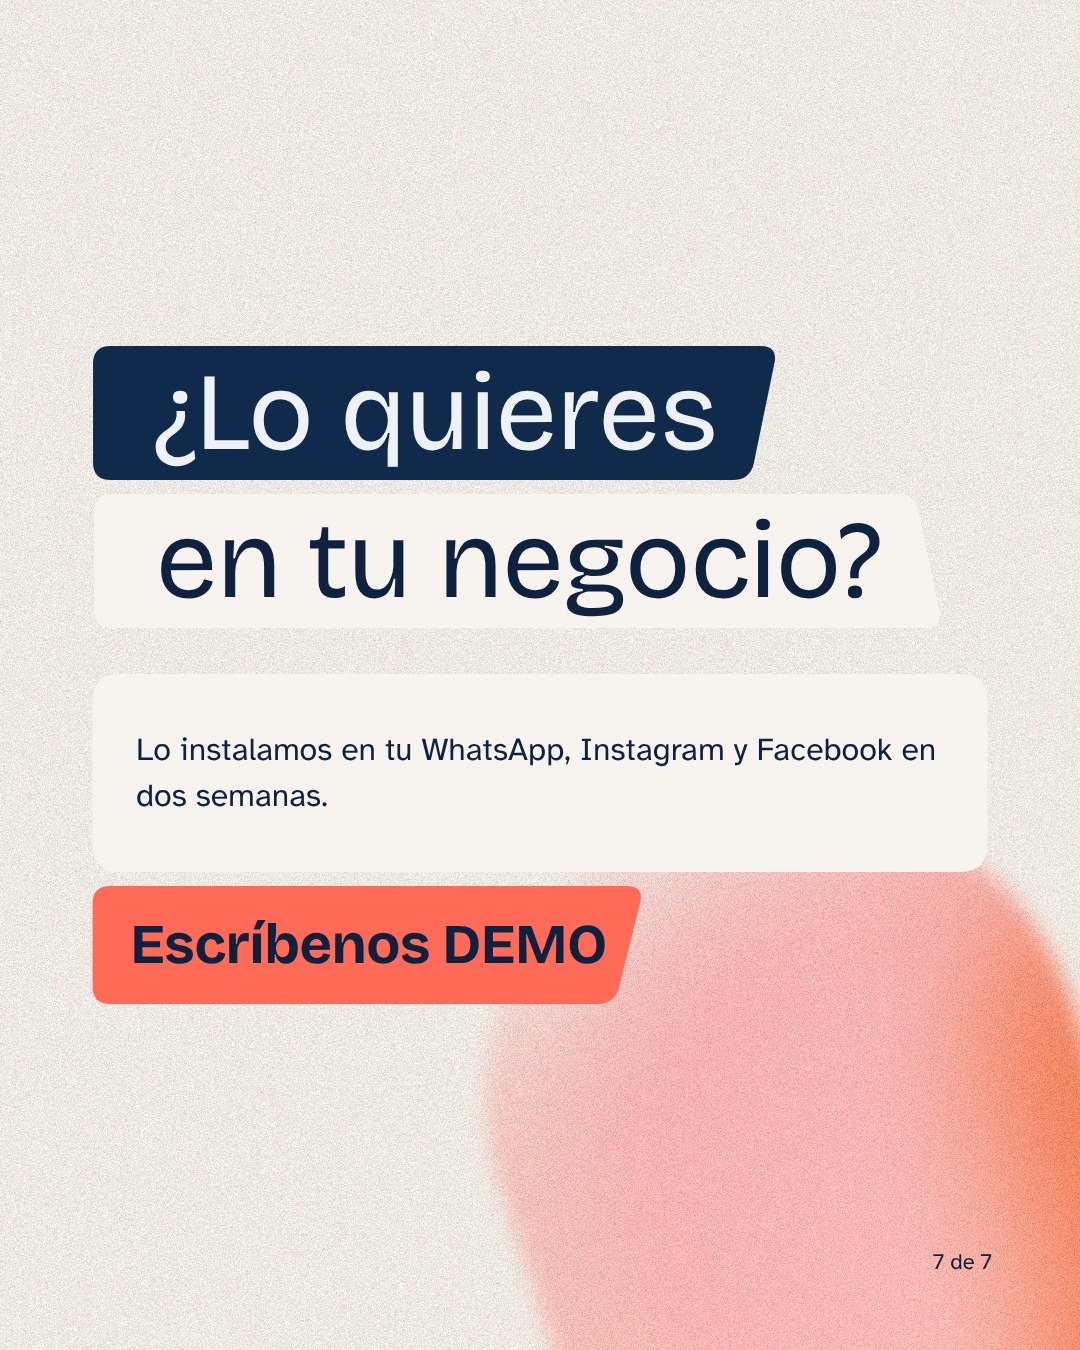 ¿Lo quieres
en tu negocio?
Lo instalamos en tu WhatsApp, Instagram y Facebook en
dos semanas.
Escríbenos DEMO
7 de 7